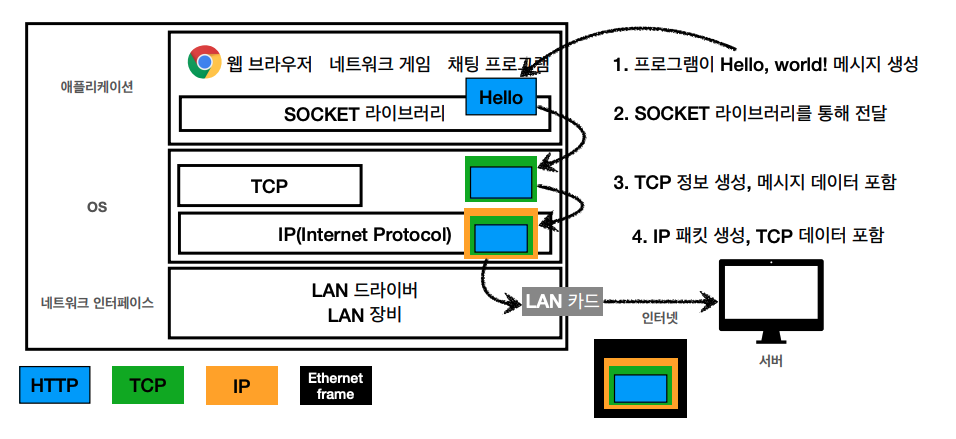 애플리케이션
웹 브라우저 네트워크 게임 채팅 프로그램
Hello
SOCKET 라이브러리
1. 프로그램이 Hello, world! 메시지 생성
2. SOCKET 라이브러리를 통해 전달
OS
TCP
IP(Internet Protocol)
3. TCP 정보 생성, 메시지 데이터 포함
4. IP 패킷 생성, TCP 데이터 포함
네트워크 인터페이스
LAN 드라이버
LAN 장비
LAN 카드
인터넷
서버
HTTP
TCP
IP
Ethernet
frame